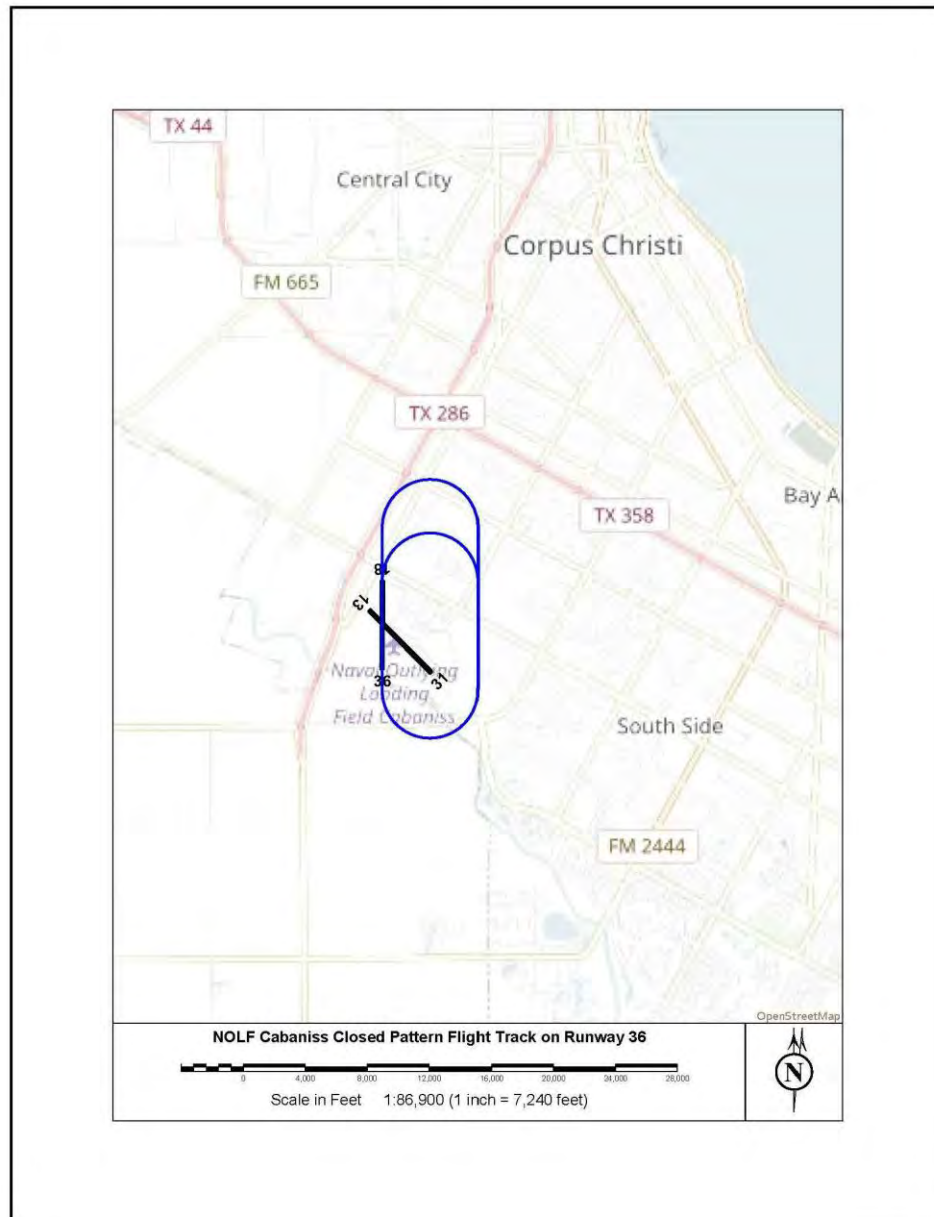 TX 44
Central City
Corpus Christi
FM 665
TX 286
Bay A
TX 358
18
13
Naval Outlying
36
31
Landing
Field Cabaniss
South Side
FM 2444
OpenStreetMap
NOLF Cabaniss Closed Pattern Flight Track on Runway 36
0 4,000 8,000 12,000 16,000 20,000 24,000 28,000
Scale in Feet 1:86,900 (1 inch = 7,240 feet)
N